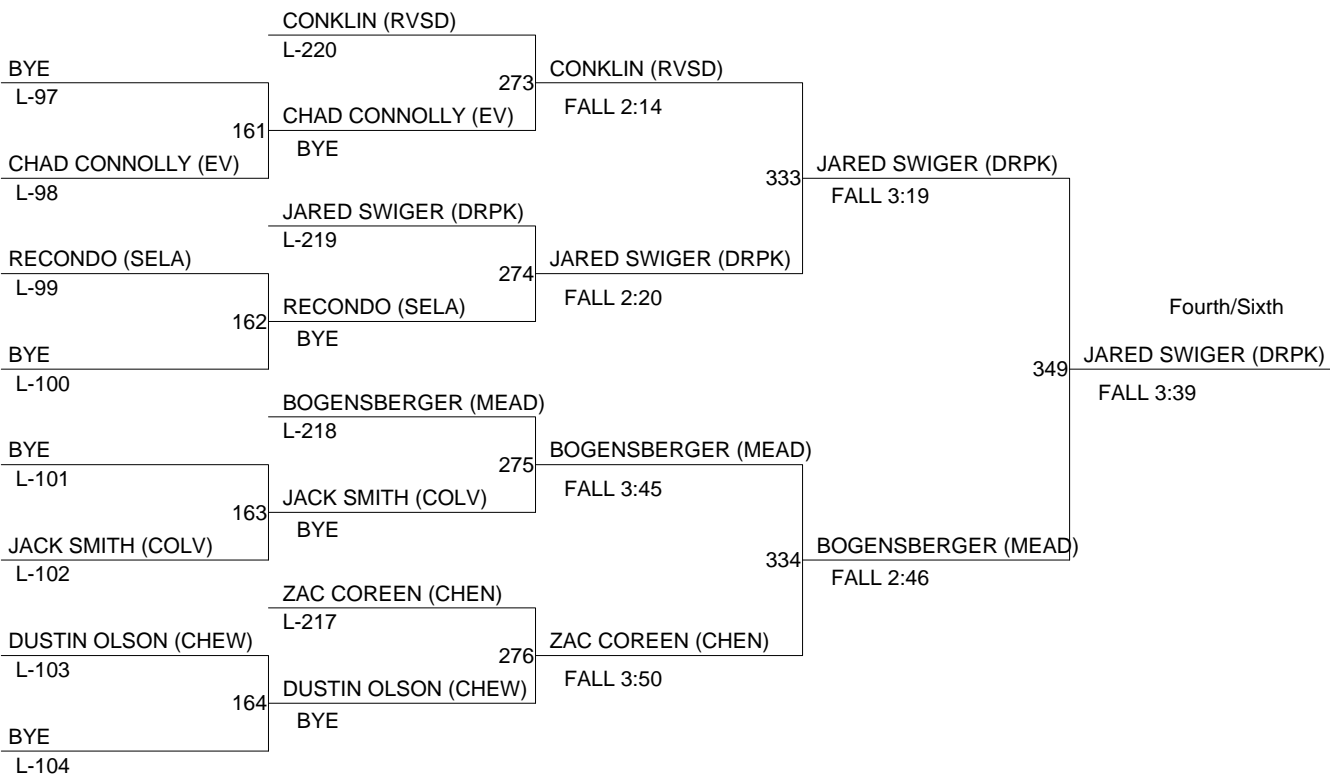 CONKLIN (RVSD)
L-220
BYE
L-97
273
CONKLIN (RVSD)
FALL 2:14
161
CHAD CONNOLLY (EV)
BYE
CHAD CONNOLLY (EV)
L-98
333
JARED SWIGER (DRPK)
FALL 3:19
JARED SWIGER (DRPK)
L-219
RECONDO (SELA)
L-99
274
JARED SWIGER (DRPK)
FALL 2:20
162
RECONDO (SELA)
BYE
Fourth/Sixth
BYE
L-100
349
JARED SWIGER (DRPK)
FALL 3:39
BOGENSBERGER (MEAD)
L-218
BYE
L-101
275
BOGENSBERGER (MEAD)
FALL 3:45
163
JACK SMITH (COLV)
BYE
JACK SMITH (COLV)
L-102
334
BOGENSBERGER (MEAD)
FALL 2:46
ZAC COREEN (CHEN)
L-217
DUSTIN OLSON (CHEW)
L-103
276
ZAC COREEN (CHEN)
FALL 3:50
164
DUSTIN OLSON (CHEW)
BYE
BYE
L-104